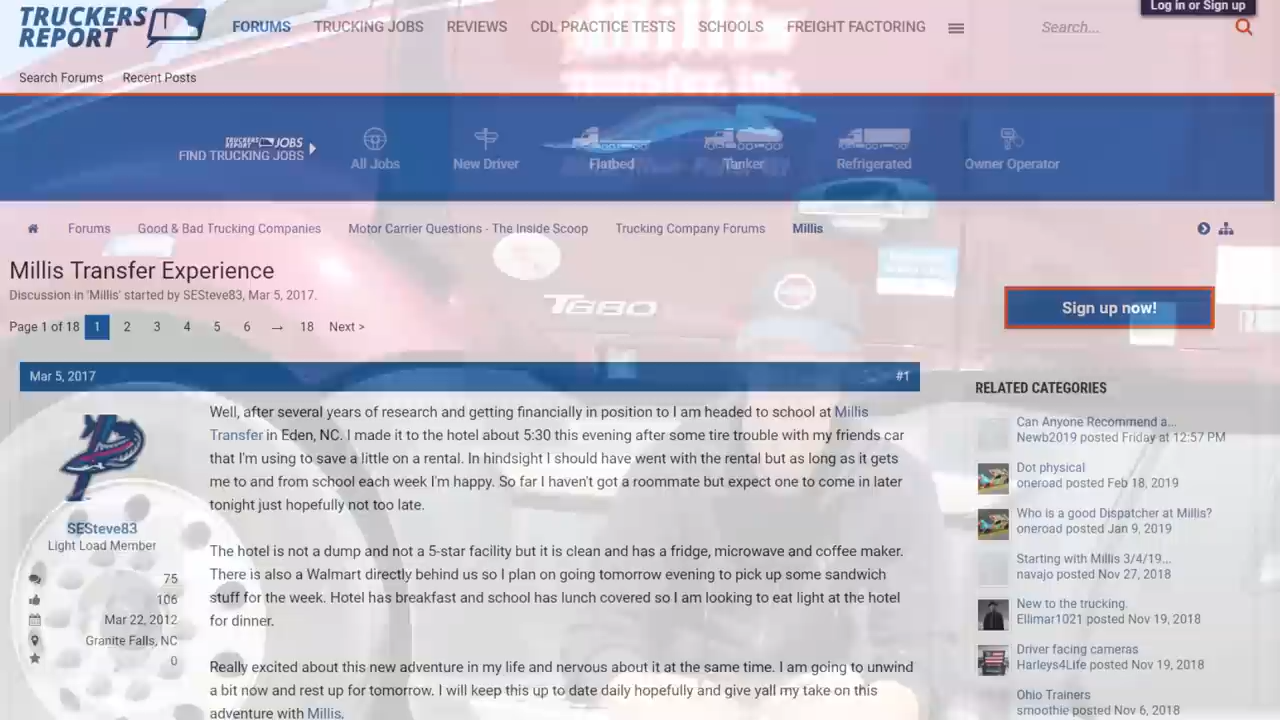 TRUCKERS
REPORT
FORUMS TRUCKING JOBS REVIEWS CDL PRACTICE TESTS SCHOOLS FREIGHT FACTORING
Search...
Log in or Sign up
Search Forums Recent Posts
TRUCKERS REPORT JOBS
FIND TRUCKING JOBS
All Jobs
New Driver
Flatbed
Tanker
Refrigerated
Owner Operator
Forums Good & Bad Trucking Companies Motor Carrier Questions - The Inside Scoop Trucking Company Forums Millis
Millis Transfer Experience
Discussion in 'Millis' started by SESteve83, Mar 5, 2017.
Page 1 of 18 1 2 3 4 5 6 → 18 Next >
T680
Sign up now!
Mar 5, 2017 #1
SESteve83
Light Load Member
75
106
Mar 22, 2012
Granite Falls, NC
0
Well, after several years of research and getting financially in position to I am headed to school at Millis
Transfer in Eden, NC. I made it to the hotel about 5:30 this evening after some tire trouble with my friends car
that I'm using to save a little on a rental. In hindsight I should have went with the rental but as long as it gets
me to and from school each week I'm happy. So far I haven't got a roommate but expect one to come in later
tonight just hopefully not too late.
The hotel is not a dump and not a 5-star facility but it is clean and has a fridge, microwave and coffee maker.
There is also a Walmart directly behind us so I plan on going tomorrow evening to pick up some sandwich
stuff for the week. Hotel has breakfast and school has lunch covered so I am looking to eat light at the hotel
for dinner.
Really excited about this new adventure in my life and nervous about it at the same time. I am going to unwind
a bit now and rest up for tomorrow. I will keep this up to date daily hopefully and give yall my take on this
adventure with Millis.
RELATED CATEGORIES
Can Anyone Recommend a...
Newb2019 posted Friday at 12:57 PM
Dot physical
oneroad posted Feb 18, 2019
Who is a good Dispatcher at Millis?
oneroad posted Jan 9, 2019
Starting with Millis 3/4/19...
navajo posted Nov 27, 2018
New to the trucking.
Ellimar1021 posted Nov 19, 2018
Driver facing cameras
Harleys4Life posted Nov 19, 2018
Ohio Trainers
smoothie posted Nov 6, 2018